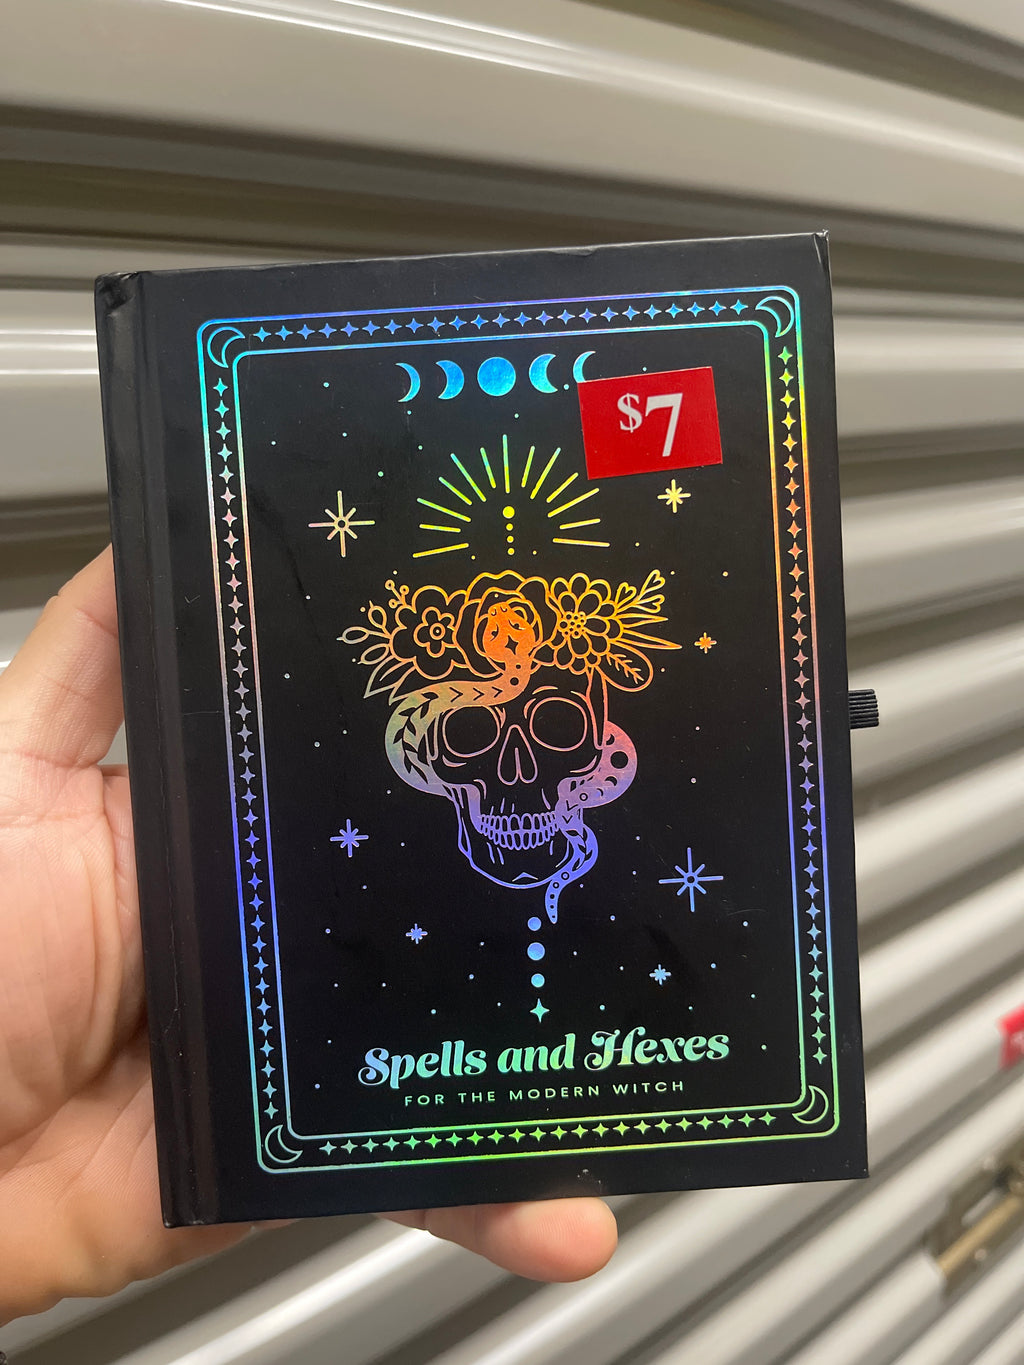 $7
Spells and Hexes
FOR THE MODERN WITCH